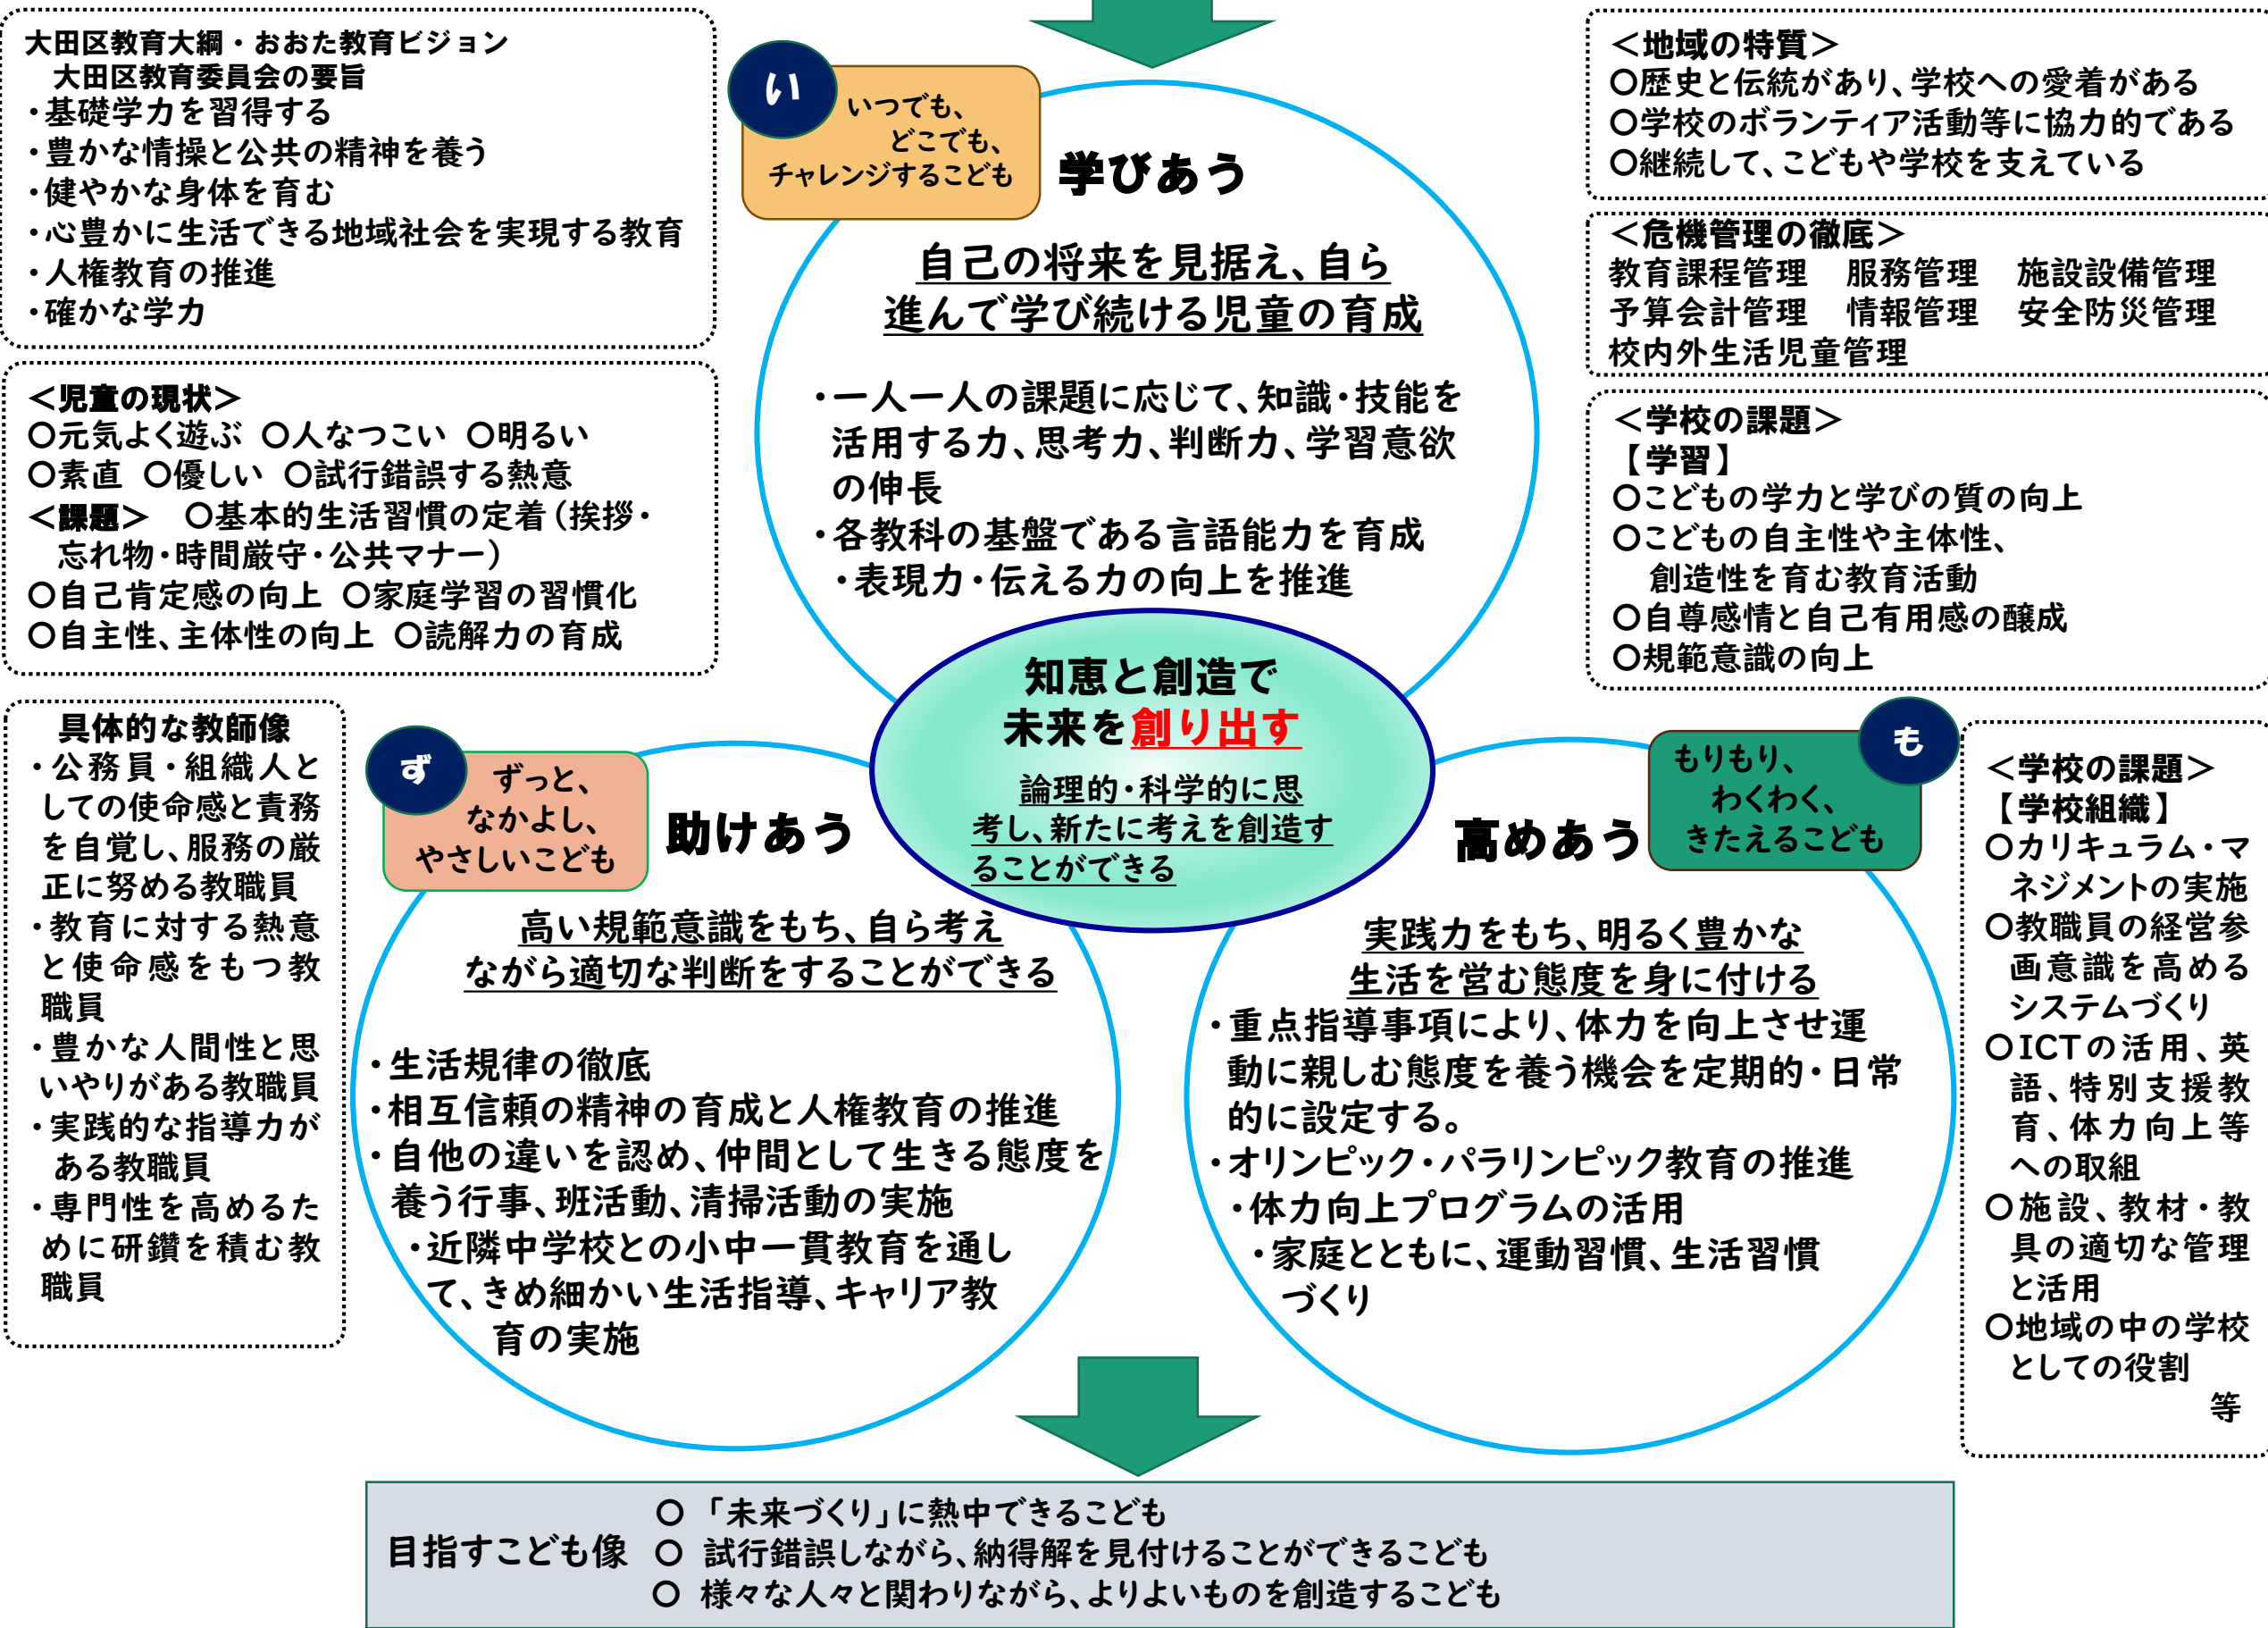 大田区教育大綱・おおた教育ビジョン
大田区教育委員会の要旨
・基礎学力を習得する
・豊かな情操と公共の精神を養う
・健やかな身体を育む
・心豊かに生活できる地域社会を実現する教育
・人権教育の推進
・確かな学力
＜児童の現状＞
〇元気よく遊ぶ 〇人なつこい 〇明るい
〇素直 〇優しい 〇試行錯誤する熱意
＜課題＞ 〇基本的生活習慣の定着（挨拶・
忘れ物・時間厳守・公共マナー）
〇自己肯定感の向上 〇家庭学習の習慣化
〇自主性、主体性の向上 〇読解力の育成
具体的な教師像
・公務員・組織人と
しての使命感と責務
を自覚し、服務の厳
正に努める教職員
・教育に対する熱意
と使命感をもつ教
職員
・豊かな人間性と思
いやりがある教職員
・実践的な指導力が
ある教職員
・専門性を高めるた
めに研鑽を積む教
職員
い
いつでも、
どこでも、
チャレンジするこども
学びあう
自己の将来を見据え、自ら
進んで学び続ける児童の育成
・一人一人の課題に応じて、知識・技能を
活用する力、思考力、判断力、学習意欲
の伸長
・各教科の基盤である言語能力を育成
・表現力・伝える力の向上を推進
知恵と創造で
未来を創り出す
論理的・科学的に思
考し、新たに考えを創造す
ることができる
ず
ずっと、
なかよし、
やさしいこども
助けあう
高い規範意識をもち、自ら考え
ながら適切な判断をすることができる
・生活規律の徹底
・相互信頼の精神の育成と人権教育の推進
・自他の違いを認め、仲間として生きる態度を
養う行事、班活動、清掃活動の実施
・近隣中学校との小中一貫教育を通し
て、きめ細かい生活指導、キャリア教
育の実施
も
もりもり、
わくわく、
きたえるこども
高めあう
実践力をもち、明るく豊かな
生活を営む態度を身に付ける
・重点指導事項により、体力を向上させ運
動に親しむ態度を養う機会を定期的・日常
的に設定する。
・オリンピック・パラリンピック教育の推進
・体力向上プログラムの活用
・家庭とともに、運動習慣、生活習慣
づくり
＜地域の特質＞
〇歴史と伝統があり、学校への愛着がある
〇学校のボランティア活動等に協力的である
〇継続して、こどもや学校を支えている
＜危機管理の徹底＞
教育課程管理 服務管理 施設設備管理
予算会計管理 情報管理 安全防災管理
校内外生活児童管理
＜学校の課題＞
【学習】
〇こどもの学力と学びの質の向上
〇こどもの自主性や主体性、
創造性を育む教育活動
〇自尊感情と自己有用感の醸成
〇規範意識の向上
＜学校の課題＞
【学校組織】
〇カリキュラム・マ
ネジメントの実施
〇教職員の経営参
画意識を高める
システムづくり
〇ICTの活用、英
語、特別支援教
育、体力向上等
への取組
〇施設、教材・教
具の適切な管理
と活用
〇地域の中の学校
としての役割
等
目指すこども像
〇 「未来づくり」に熱中できるこども
〇 試行錯誤しながら、納得解を見付けることができるこども
〇 様々な人々と関わりながら、よりよいものを創造するこども